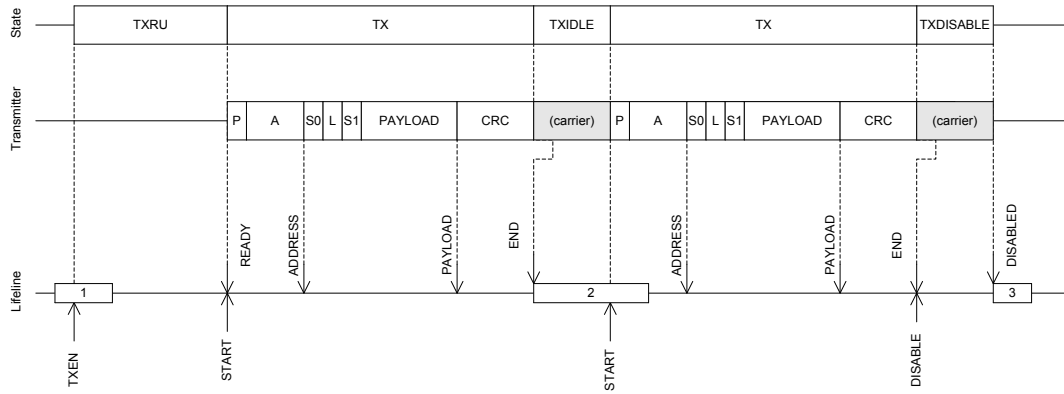 State
TXRU TX TXIDLE TX TXDISABLE
Transmitter
P A S0 L S1 PAYLOAD CRC (carrier) P A S0 L S1 PAYLOAD CRC (carrier)
READY ADDRESS PAYLOAD END ADDRESS PAYLOAD END DISABLED
Lifeline
1 2 3
TXEN START START DISABLE